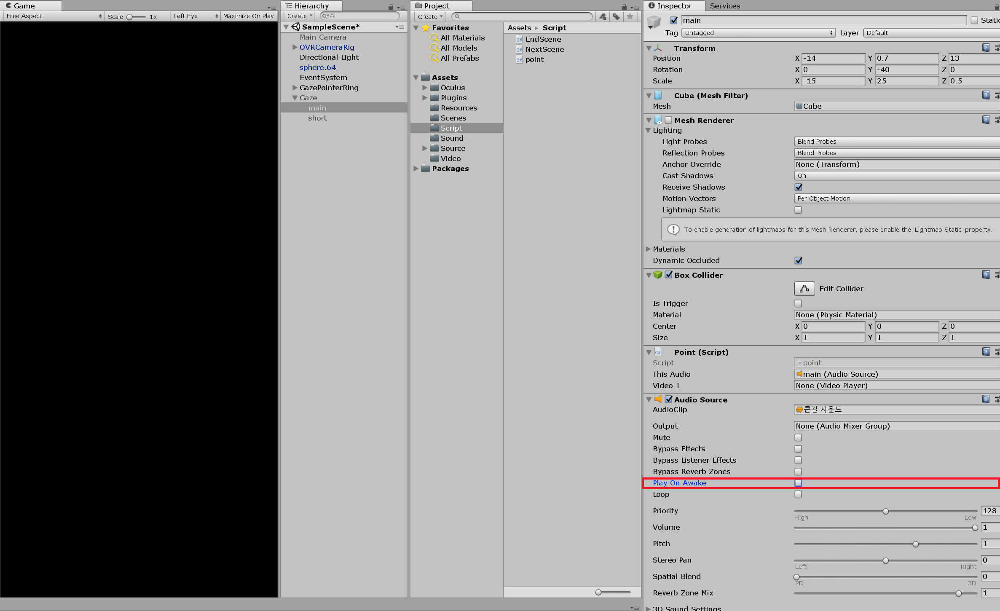 Game
Free Aspect Scale 1x Left Eye Maximize On Play
Hierarchy
Create All
SampleScene*
Main Camera
OVRCameraRig
Directional Light
sphere.64
EventSystem
GazePointerRing
Gaze
main
short
Project
Create
Favorites
All Materials
All Models
All Prefabs
Assets
Oculus
Plugins
Resources
Scenes
Script
Sound
Source
Video
Packages
Assets Script
C# EndScene
C# NextScene
C# point
Inspector Services
main Static
Tag Untagged Layer Default
Transform
Position X -14 Y 0.7 Z 13
Rotation X 0 Y -40 Z 0
Scale X -15 Y 25 Z 0.5
Cube (Mesh Filter)
Mesh Cube
Mesh Renderer
Lighting
Light Probes Blend Probes
Reflection Probes Blend Probes
Anchor Override None (Transform)
Cast Shadows On
Receive Shadows
Motion Vectors Per Object Motion
Lightmap Static
To enable generation of lightmaps for this Mesh Renderer, please enable the 'Lightmap Static' property.
Materials
Dynamic Occluded
Box Collider
Edit Collider
Is Trigger
Material None (Physic Material)
Center X 0 Y 0 Z 0
Size X 1 Y 1 Z 1
C# Point (Script)
Script point
This Audio main (Audio Source)
Video 1 None (Video Player)
Audio Source
AudioClip 큰길 사운드
Output None (Audio Mixer Group)
Mute
Bypass Effects
Bypass Listener Effects
Bypass Reverb Zones
Play On Awake
Loop
Priority 128
High Low
Volume 1
Pitch 1
Stereo Pan 0
Left Right
Spatial Blend 0
2D 3D
Reverb Zone Mix 1
3D Sound Settings